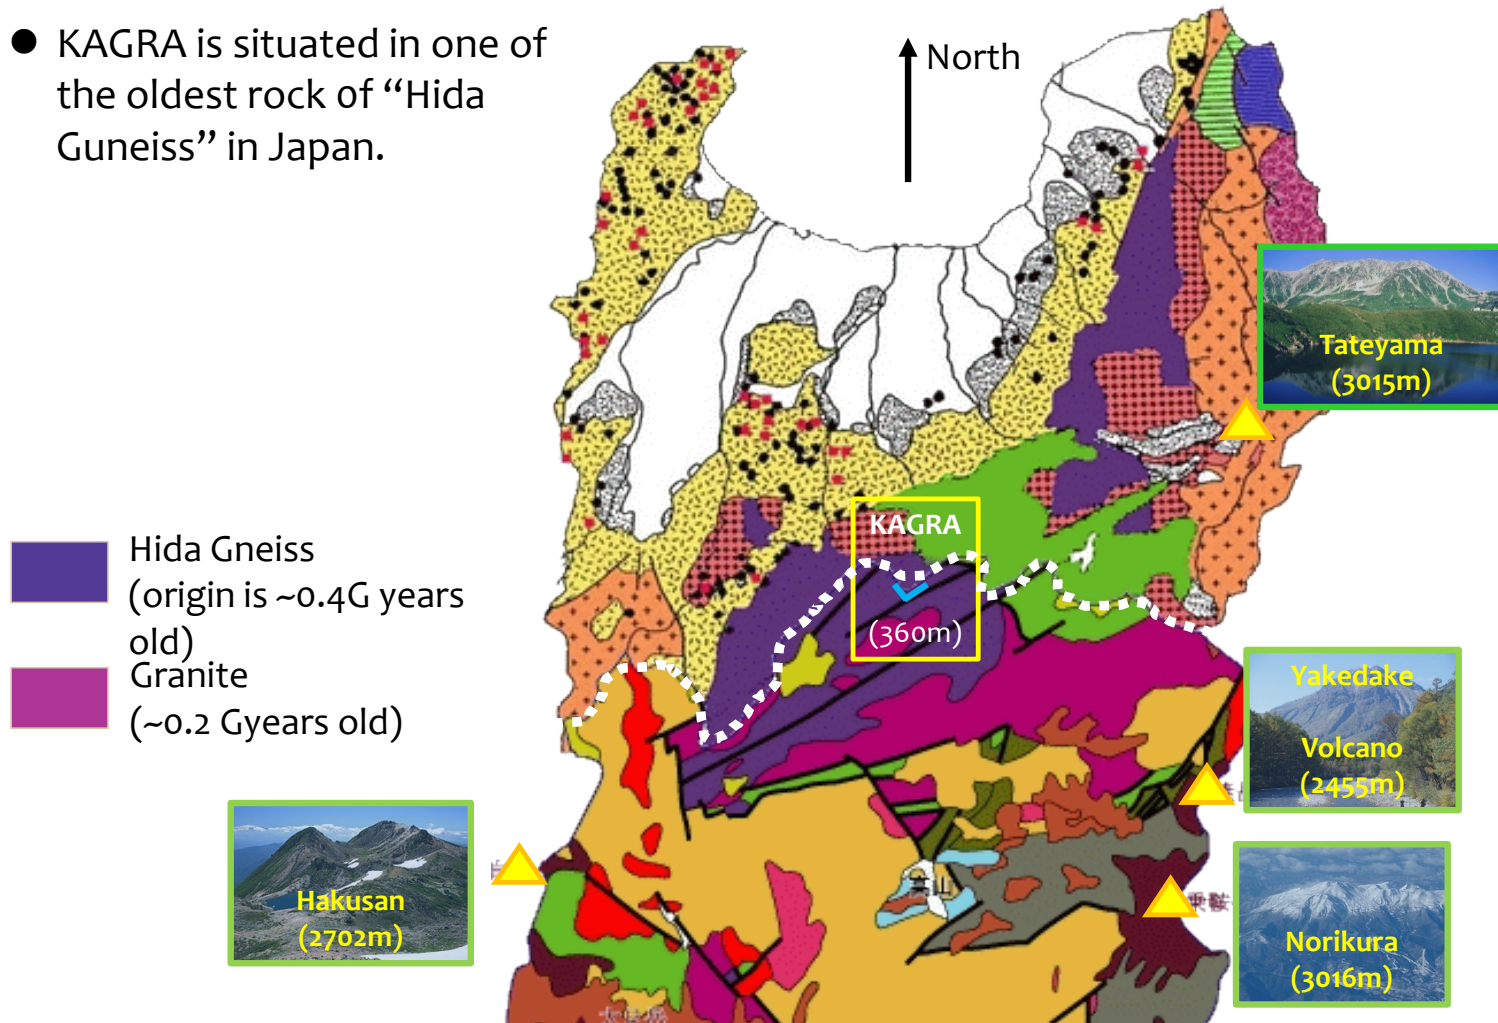 ● KAGRA is situated in one of
the oldest rock of “Hida
Guneiss” in Japan.
North
Tateyama
(3015m)
KAGRA
(360m)
Hida Gneiss
(origin is ~0.4G years
old)
Granite
(~0.2 Gyears old)
Yakedake
Volcano
(2455m)
Hakusan
(2702m)
Norikura
(3016m)